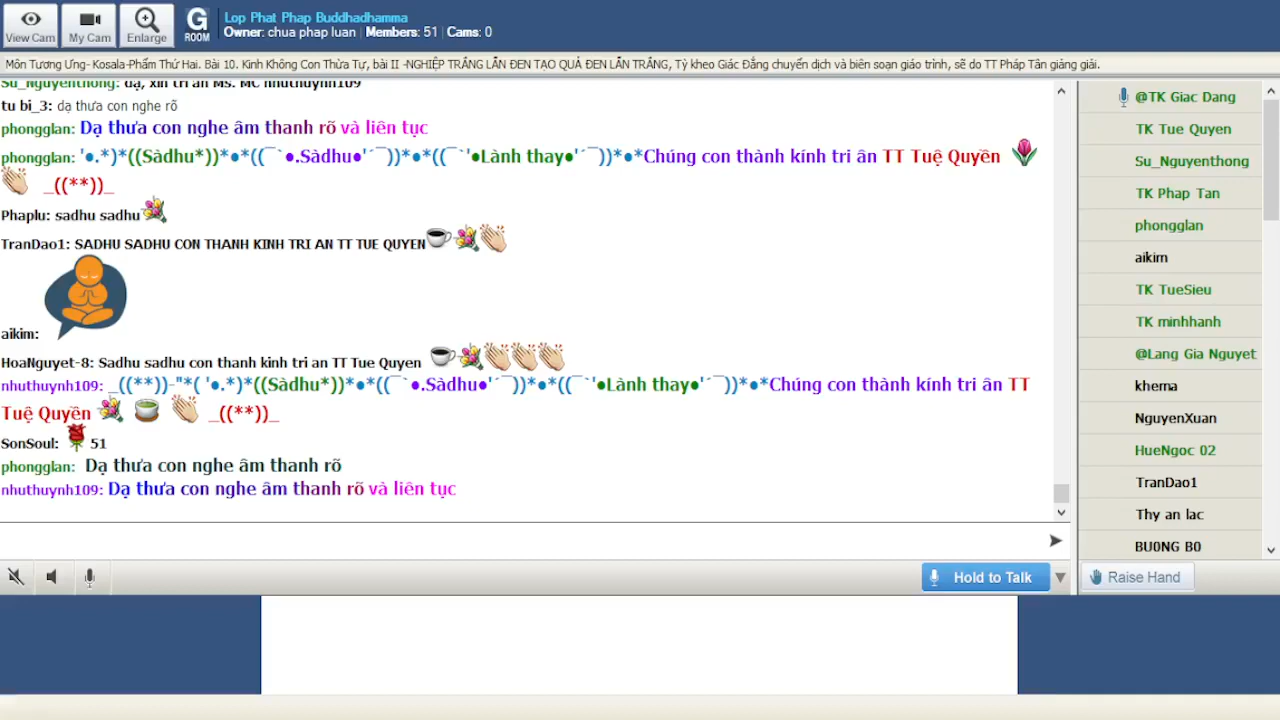 View Cam
My Cam
Enlarge
G
ROOM
Lop Phat Phap Buddhadhamma
Owner: chua phap luan | Members: 51 | Cams: 0
Môn Tương Ưng- Kosala-Phẩm Thứ Hai. Bài 10. Kinh Không Con Thừa Tự, bài II -NGHIỆP TRẮNG LẪN ĐEN TẠO QUẢ ĐEN LẪN TRẮNG, Tỳ kheo Giác Đẳng chuyển dịch và biên soạn giáo trình, sẽ do TT Pháp Tân giảng giải.
Su_Nguyenthong: dạ, xin tri ân Ms. MC nhuthuynh109
tu bi_3: dạ thưa con nghe rõ
phongglan: Dạ thưa con nghe âm thanh rõ và liên tục
phongglan: '●.*)*((Sàdhu*))*●*((¯`●.Sàdhu●'´¯))*●*((¯`'●Lành thay●'´¯))*●*Chúng con thành kính tri ân TT Tuệ Quyền
_((**))_
Phaplu: sadhu sadhu
TranDao1: SADHU SADHU CON THANH KINH TRI AN TT TUE QUYEN
aikim:
HoaNguyet-8: Sadhu sadhu con thanh kinh tri an TT Tue Quyen
nhuthuynh109: _((**))-"*( '●.*)*((Sàdhu*))*●*((¯`●.Sàdhu●'´¯))*●*((¯`'●Lành thay●'´¯))*●*Chúng con thành kính tri ân TT
Tuệ Quyền _((**))_
SonSoul: 51
phongglan: Dạ thưa con nghe âm thanh rõ
nhuthuynh109: Dạ thưa con nghe âm thanh rõ và liên tục
Hold to Talk
@TK Giac Dang
TK Tue Quyen
Su_Nguyenthong
TK Phap Tan
phongglan
aikim
TK TueSieu
TK minhhanh
@Lang Gia Nguyet
khema
NguyenXuan
HueNgoc 02
TranDao1
Thy an lac
BU0NG B0
Raise Hand